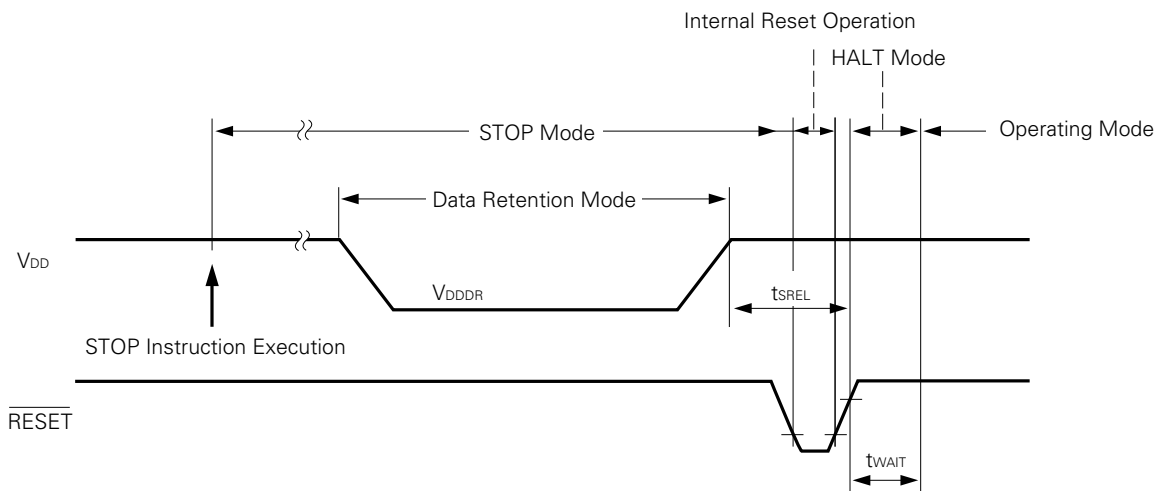 Internal Reset Operation
HALT Mode
STOP Mode
Operating Mode
Data Retention Mode
VDD
VDDDR
tSREL
STOP Instruction Execution
RESET
tWAIT